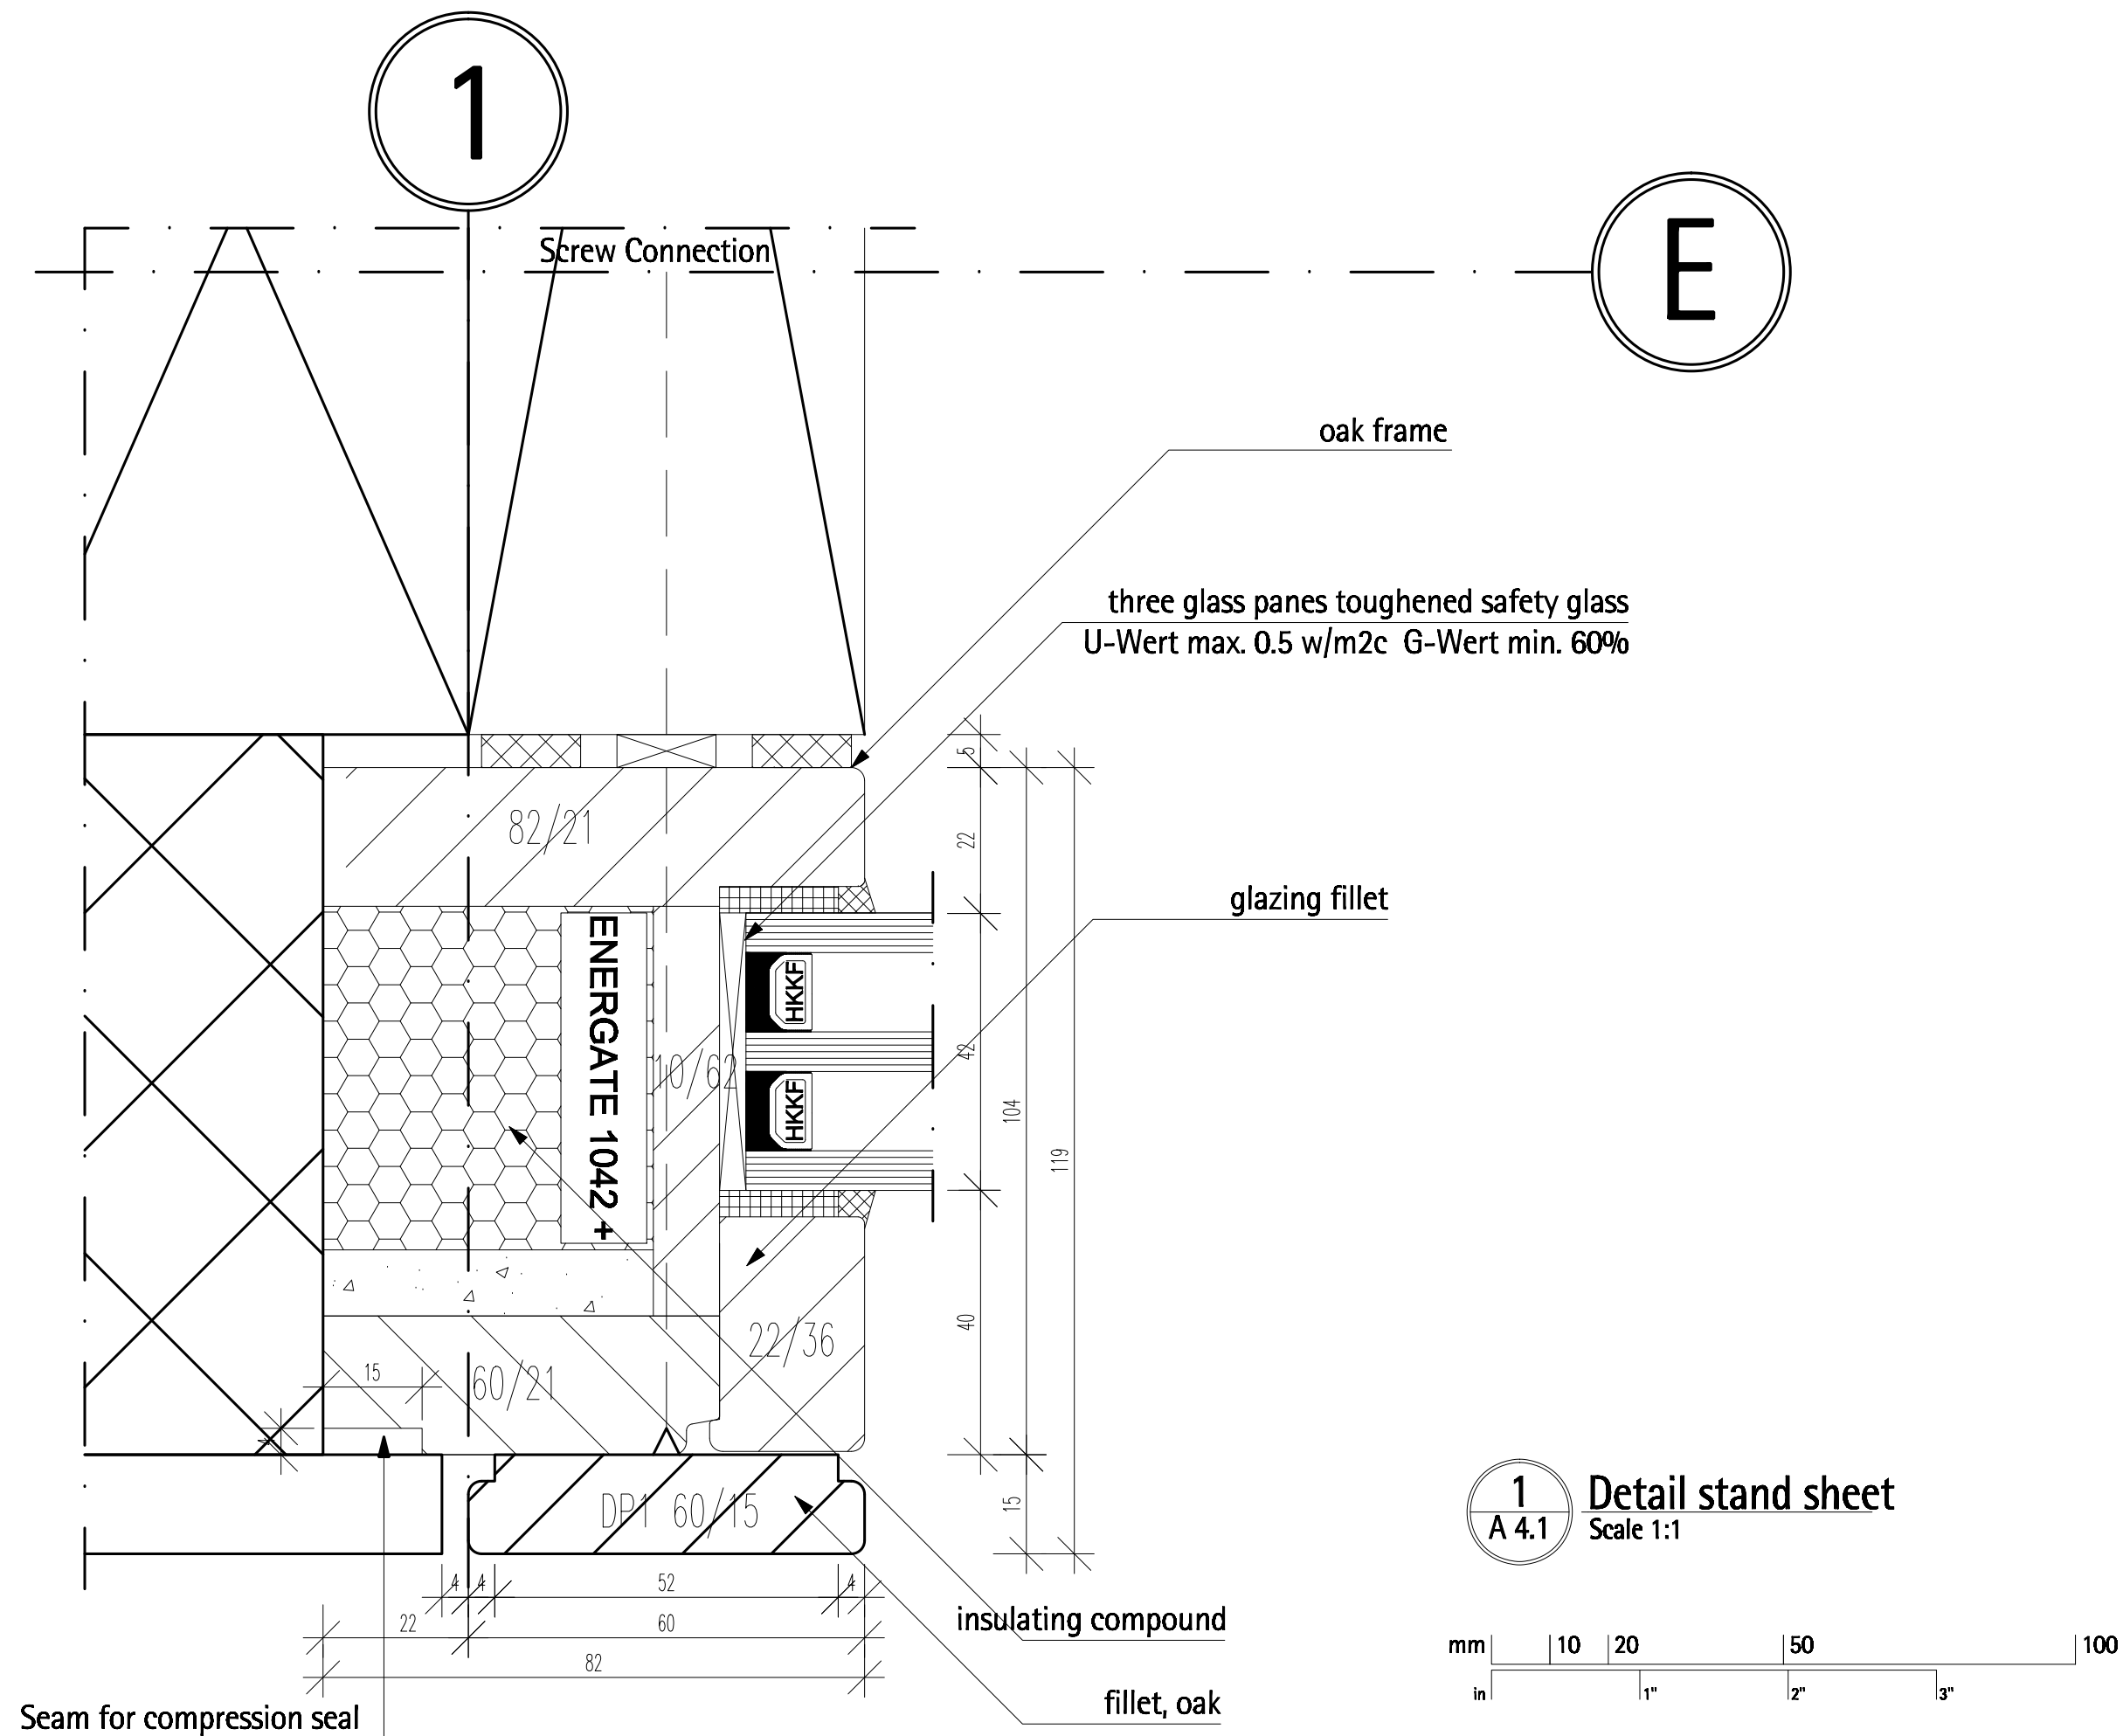 1
Screw Connection
E
oak frame
three glass panes toughened safety glass
U-Wert max. 0.5 w/m2c  G-Wert min. 60%
5
82/21
22
glazing fillet
ENERGATE 1042 +
HKKF
10/62
42
HKKF
104
119
22/36
40
15
60/21
4
DP1  60/15
15
4
4
52
4
22
60
82
insulating compound
fillet, oak
Seam for compression seal
1
A 4.1
Detail stand sheet
Scale 1:1
mm 10 20 50 100
in 1" 2" 3"